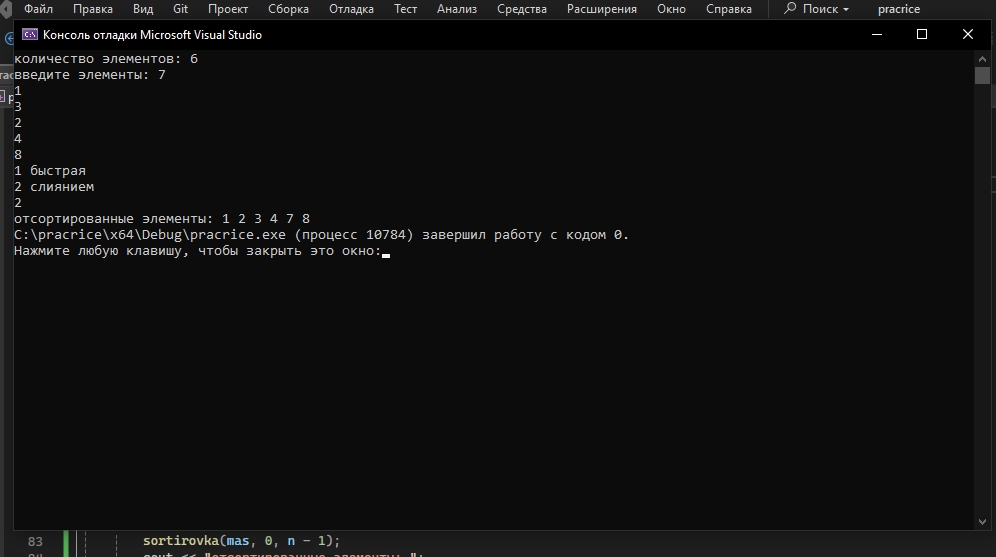 Файл Правка Вид Git Проект Сборка Отладка Тест Анализ Средства Расширения Окно Справка Поиск pracrice
Консоль отладки Microsoft Visual Studio
количество элементов: 6
введите элементы: 7
1
3
2
4
8
1 быстрая
2 слиянием
2
отсортированные элементы: 1 2 3 4 7 8
C:\pracrice\x64\Debug\pracrice.exe (процесс 10784) завершил работу с кодом 0.
Нажмите любую клавишу, чтобы закрыть это окно:
83 sortirovka(mas, 0, n - 1);